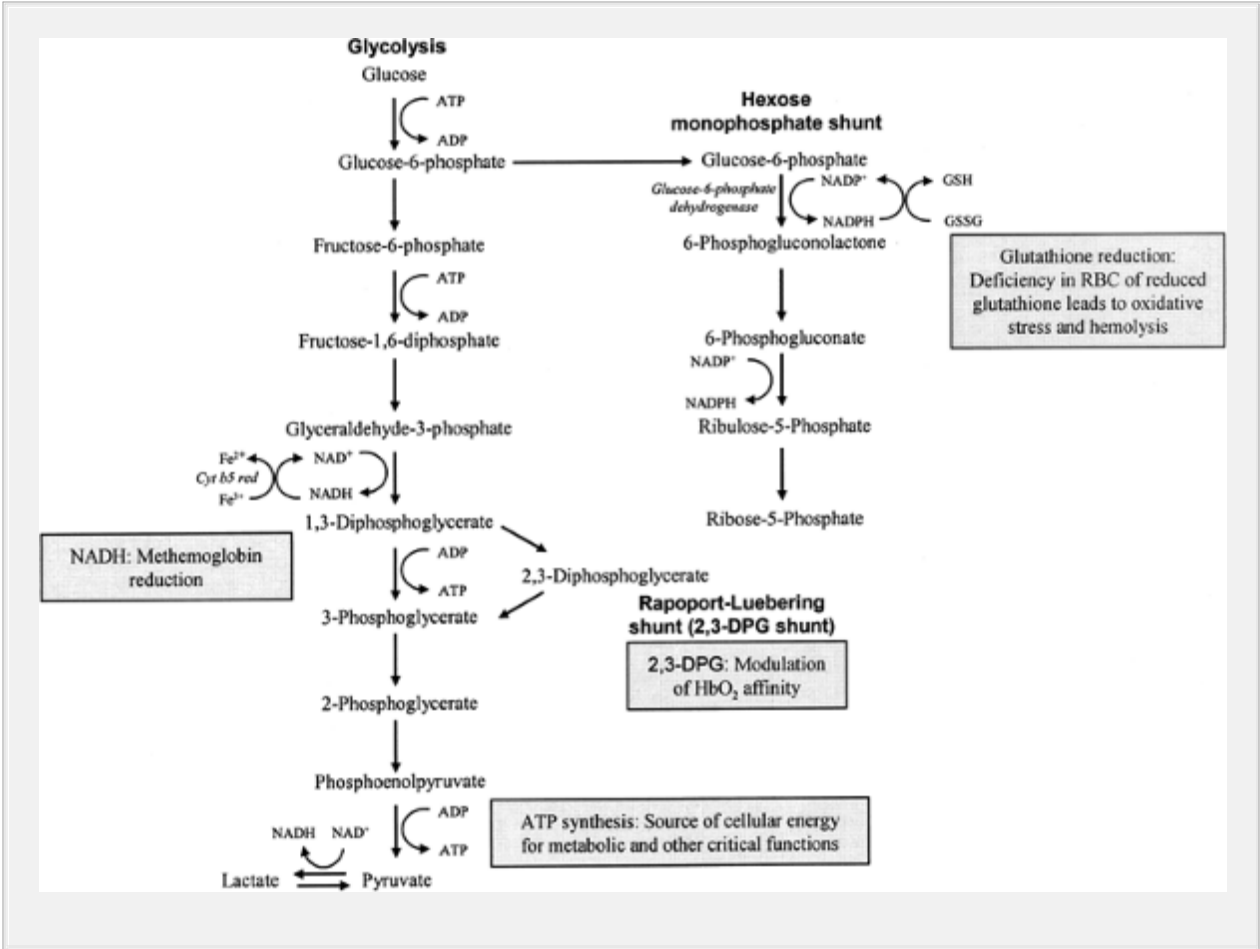 Glycolysis
Glucose
ATP
ADP
Glucose-6-phosphate
Fructose-6-phosphate
ATP
ADP
Fructose-1,6-diphosphate
Glyceraldehyde-3-phosphate
Fe²⁺
NAD⁺
Cyt b5 red
Fe³⁺
NADH
1,3-Diphosphoglycerate
NADH: Methemoglobin
reduction
ADP
ATP
2,3-Diphosphoglycerate
3-Phosphoglycerate
Rapoport-Luebering
shunt (2,3-DPG shunt)
2,3-DPG: Modulation
of HbO₂ affinity
2-Phosphoglycerate
Phosphoenolpyruvate
ADP
ATP
ATP synthesis: Source of cellular energy
for metabolic and other critical functions
NADH NAD⁺
Lactate
Pyruvate
Hexose
monophosphate shunt
Glucose-6-phosphate
Glucose-6-phosphate
dehydrogenase
NADP⁺
NADPH
GSH
GSSG
6-Phosphogluconolactone
Glutathione reduction:
Deficiency in RBC of reduced
glutathione leads to oxidative
stress and hemolysis
6-Phosphogluconate
NADP⁺
NADPH
Ribulose-5-Phosphate
Ribose-5-Phosphate